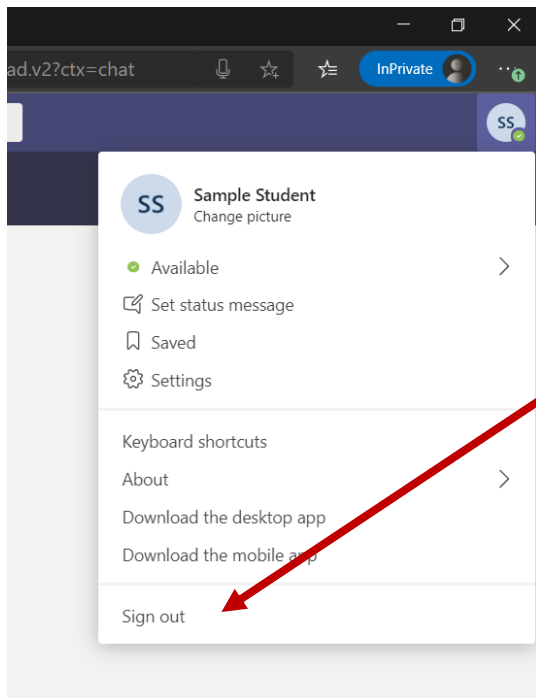 ad.v2?ctx=chat
InPrivate
SS
SS
Sample Student
Change picture
Available
Set status message
Saved
Settings
Keyboard shortcuts
About
Download the desktop app
Download the mobile app
Sign out